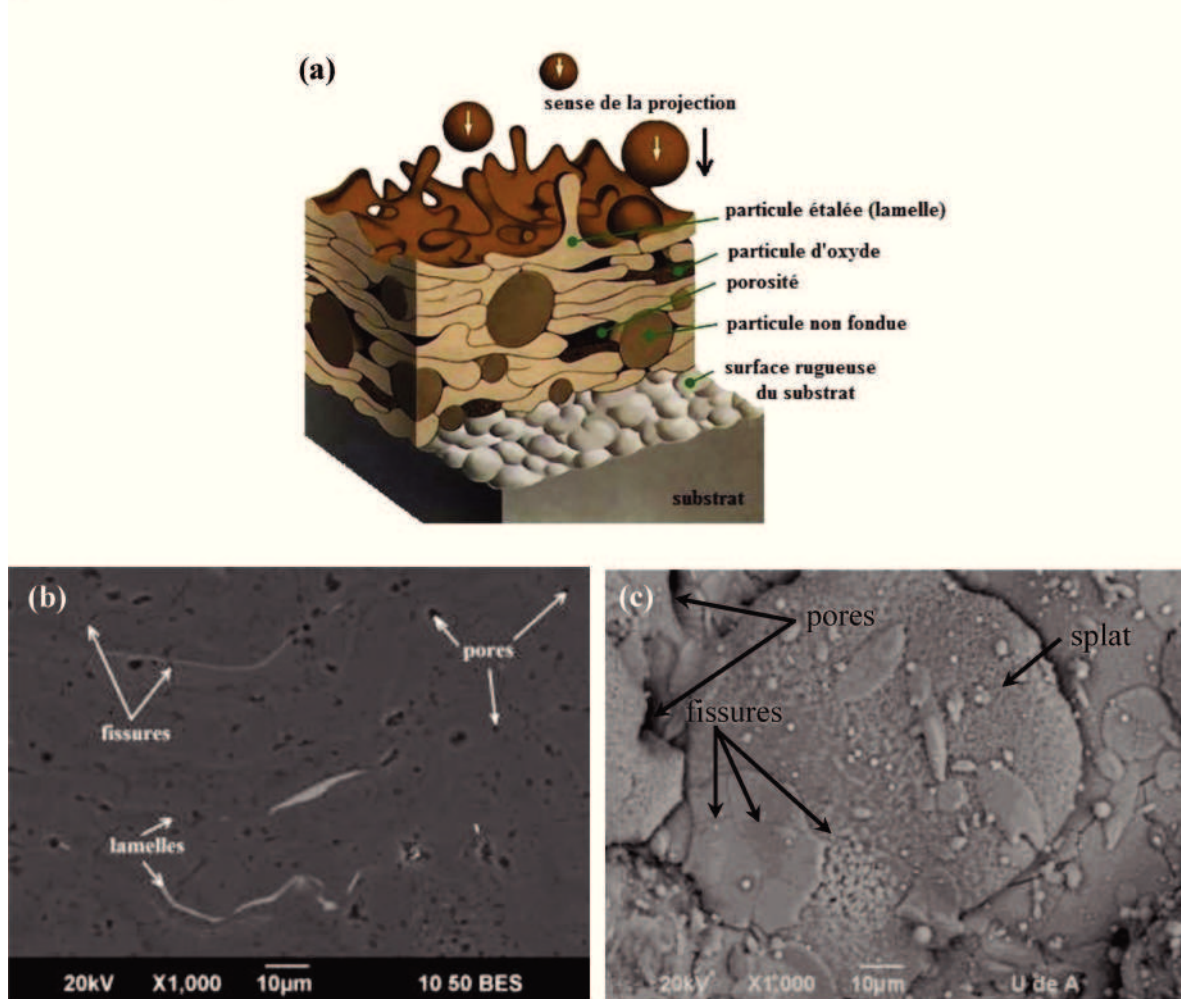 (a)
sense de la projection
particule étalée (lamelle)
particule d'oxyde
porosité
particule non fondue
surface rugueuse
du substrat
substrat
(b)
pores
fissures
lamelles
20kV X1,000 10µm 10 50 BES
(c)
pores
splat
fissures
20kV X1,000 10µm U de A